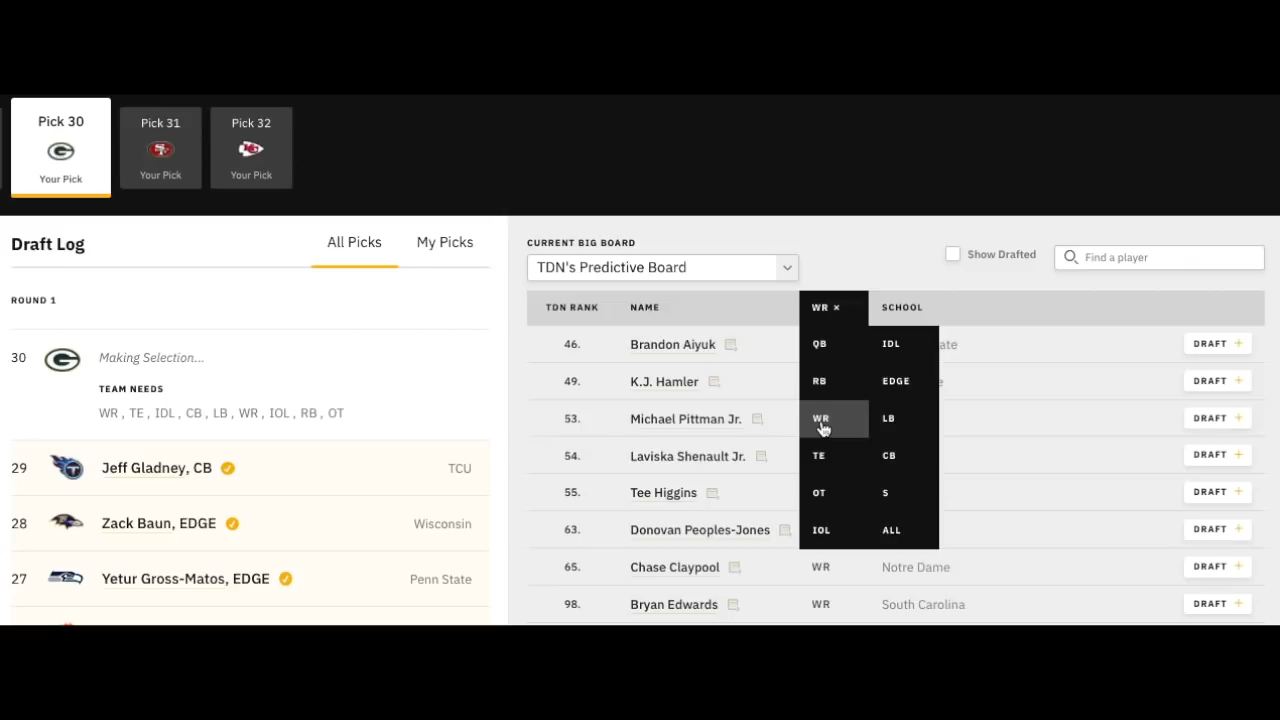 Pick 30
Your Pick
Pick 31
Your Pick
Pick 32
Your Pick
Draft Log
All Picks
My Picks
ROUND 1
30
Making Selection...
TEAM NEEDS
WR , TE , IDL , CB , LB , WR , IOL , RB , OT
29 Jeff Gladney, CB TCU
28 Zack Baun, EDGE Wisconsin
27 Yetur Gross-Matos, EDGE Penn State
CURRENT BIG BOARD
TDN's Predictive Board
Show Drafted
Find a player
TDN RANK NAME WR × SCHOOL
46. Brandon Aiyuk QB IDL ate DRAFT +
49. K.J. Hamler RB EDGE e DRAFT +
53. Michael Pittman Jr. WR LB DRAFT +
54. Laviska Shenault Jr. TE CB DRAFT +
55. Tee Higgins OT S DRAFT +
63. Donovan Peoples-Jones IOL ALL DRAFT +
65. Chase Claypool WR Notre Dame DRAFT +
98. Bryan Edwards WR South Carolina DRAFT +